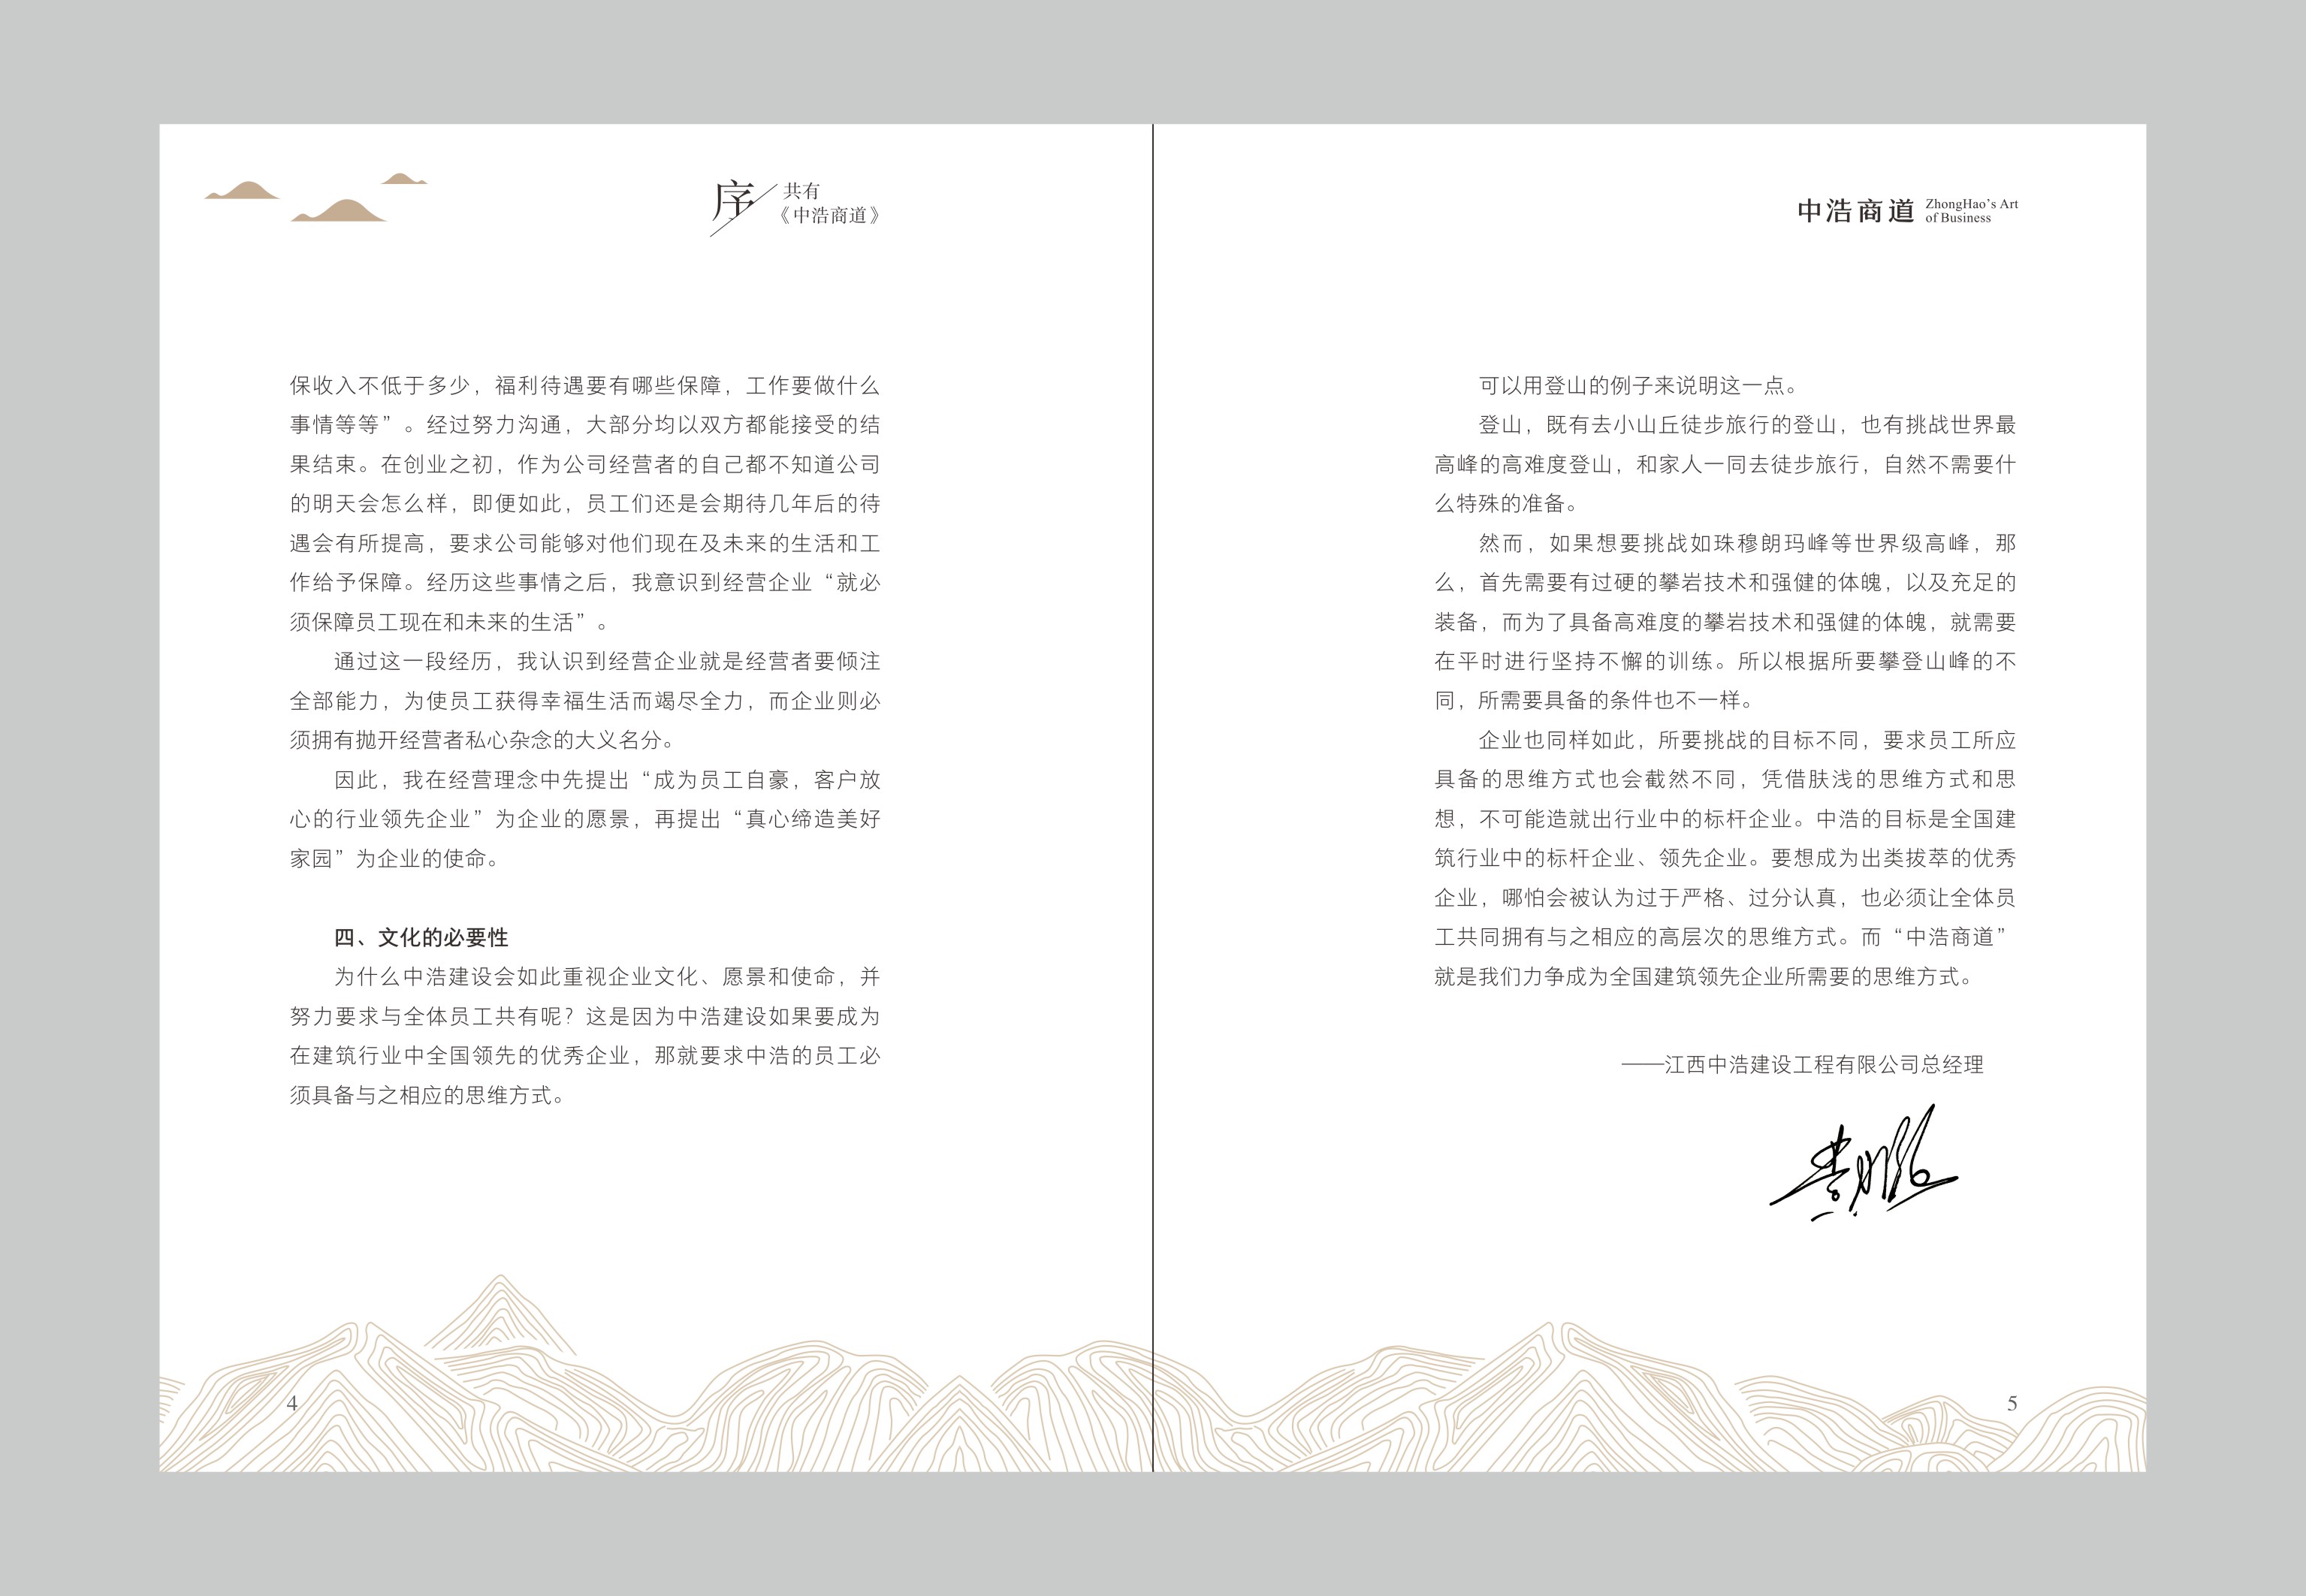 序
共有
《中浩商道》
保收入不低于多少，福利待遇要有哪些保障，工作要做什么
事情等等”。经过努力沟通，大部分均以双方都能接受的结
果结束。在创业之初，作为公司经营者的自己都不知道公司
的明天会怎么样，即便如此，员工们还是会期待几年后的待
遇会有所提高，要求公司能够对他们现在及未来的生活和工
作给予保障。经历这些事情之后，我意识到经营企业“就必
须保障员工现在和未来的生活”。
通过这一段经历，我认识到经营企业就是经营者要倾注
全部能力，为使员工获得幸福生活而竭尽全力，而企业则必
须拥有抛开经营者私心杂念的大义名分。
因此，我在经营理念中先提出“成为员工自豪，客户放
心的行业领先企业”为企业的愿景，再提出“真心缔造美好
家园”为企业的使命。
四、文化的必要性
为什么中浩建设会如此重视企业文化、愿景和使命，并
努力要求与全体员工共有呢？这是因为中浩建设如果要成为
在建筑行业中全国领先的优秀企业，那就要求中浩的员工必
须具备与之相应的思维方式。
4
中浩商道
ZhongHao’s Art
of Business
可以用登山的例子来说明这一点。
登山，既有去小山丘徒步旅行的登山，也有挑战世界最
高峰的高难度登山，和家人一同去徒步旅行，自然不需要什
么特殊的准备。
然而，如果想要挑战如珠穆朗玛峰等世界级高峰，那
么，首先需要有过硬的攀岩技术和强健的体魄，以及充足的
装备，而为了具备高难度的攀岩技术和强健的体魄，就需要
在平时进行坚持不懈的训练。所以根据所要攀登山峰的不
同，所需要具备的条件也不一样。
企业也同样如此，所要挑战的目标不同，要求员工所应
具备的思维方式也会截然不同，凭借肤浅的思维方式和思
想，不可能造就出行业中的标杆企业。中浩的目标是全国建
筑行业中的标杆企业、领先企业。要想成为出类拔萃的优秀
企业，哪怕会被认为过于严格、过分认真，也必须让全体员
工共同拥有与之相应的高层次的思维方式。而“中浩商道”
就是我们力争成为全国建筑领先企业所需要的思维方式。
——江西中浩建设工程有限公司总经理
5